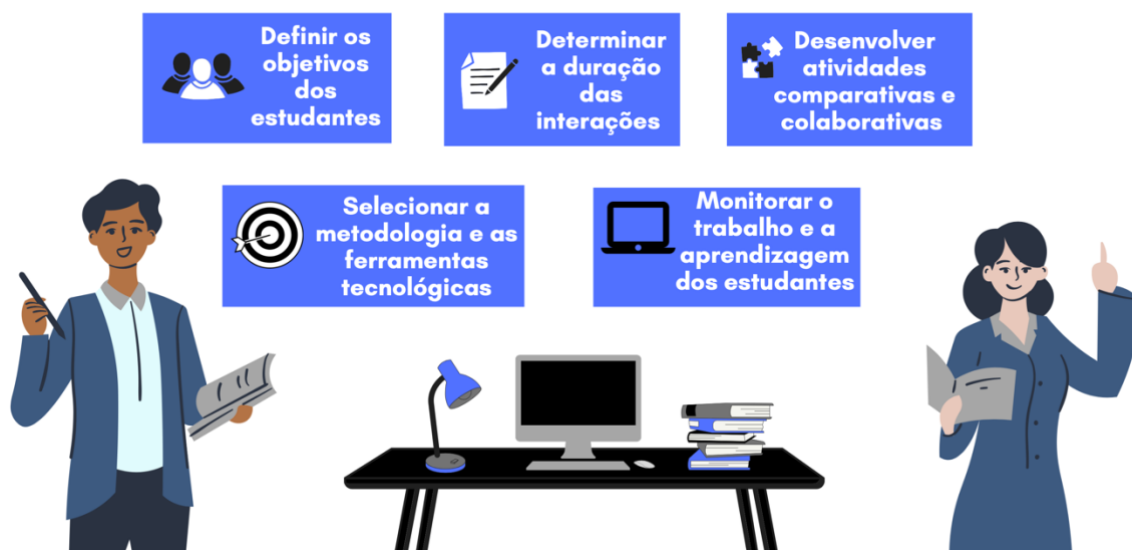 Definir os
objetivos
dos
estudantes
Determinar
a duração
das
interações
Desenvolver
atividades
comparativas e
colaborativas
Selecionar a
metodologia e as
ferramentas
tecnológicas
Monitorar o
trabalho e a
aprendizagem
dos estudantes